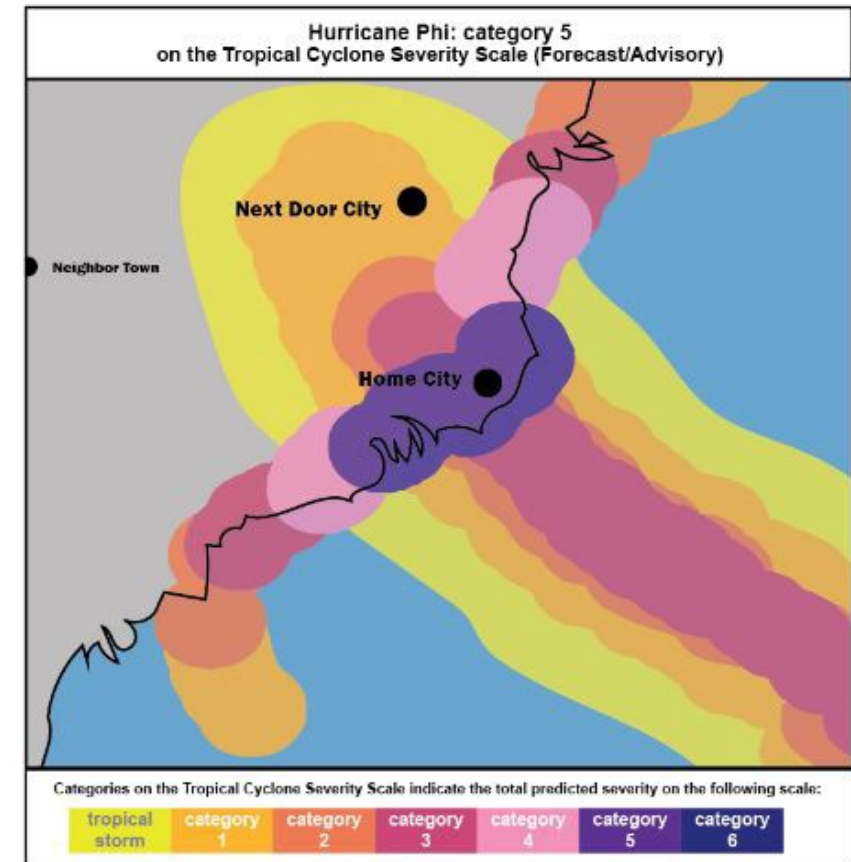 Hurricane Phi: category 5
on the Tropical Cyclone Severity Scale (Forecast/Advisory)
Next Door City
Neighbor Town
Home City
Categories on the Tropical Cyclone Severity Scale indicate the total predicted severity on the following scale:
tropical storm
category 1
category 2
category 3
category 4
category 5
category 6